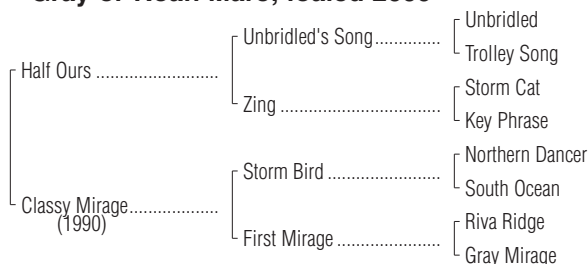 Unbridled
Unbridled's Song
Trolley Song
Half Ours
Storm Cat
Zing
Key Phrase
Northern Dancer
Storm Bird
South Ocean
Classy Mirage
(1990)
Riva Ridge
First Mirage
Gray Mirage